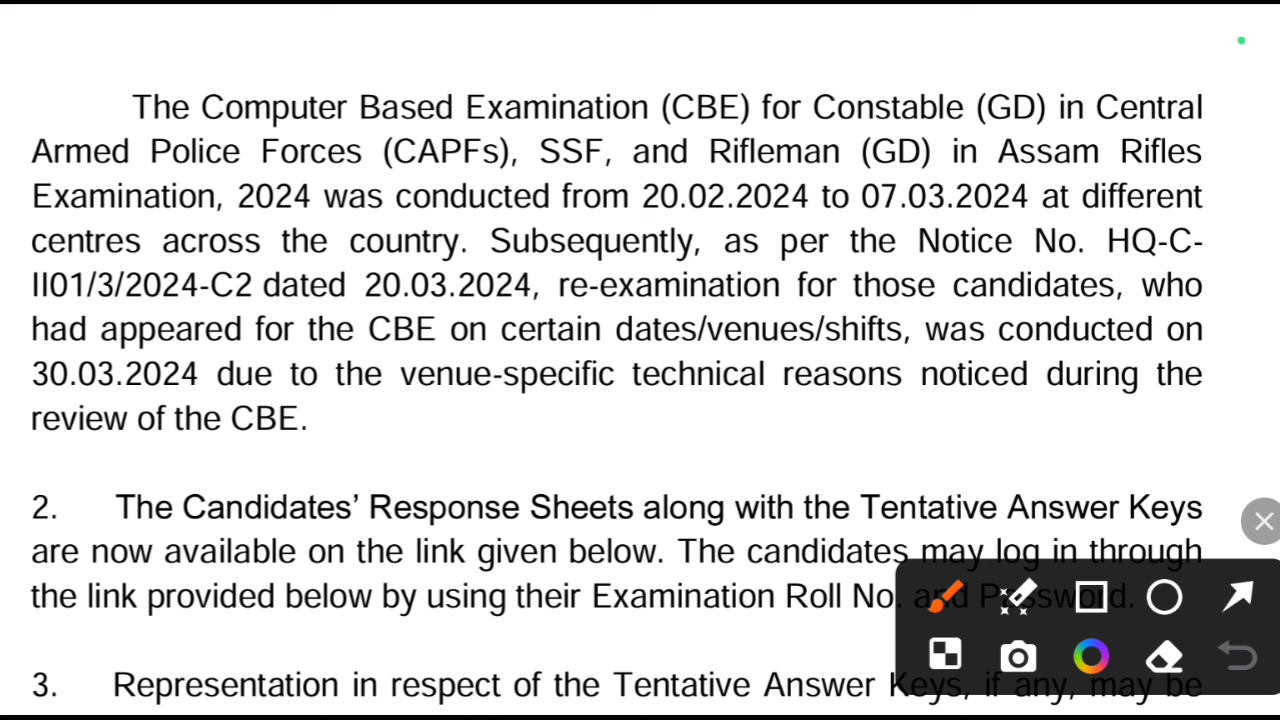 The Computer Based Examination (CBE) for Constable (GD) in Central
Armed Police Forces (CAPFs), SSF, and Rifleman (GD) in Assam Rifles
Examination, 2024 was conducted from 20.02.2024 to 07.03.2024 at different
centres across the country. Subsequently, as per the Notice No. HQ-C-
II01/3/2024-C2 dated 20.03.2024, re-examination for those candidates, who
had appeared for the CBE on certain dates/venues/shifts, was conducted on
30.03.2024 due to the venue-specific technical reasons noticed during the
review of the CBE.
2. The Candidates’ Response Sheets along with the Tentative Answer Keys
are now available on the link given below. The candidates may log in through
the link provided below by using their Examination Roll No. and Password.
3. Representation in respect of the Tentative Answer Keys, if any, may be